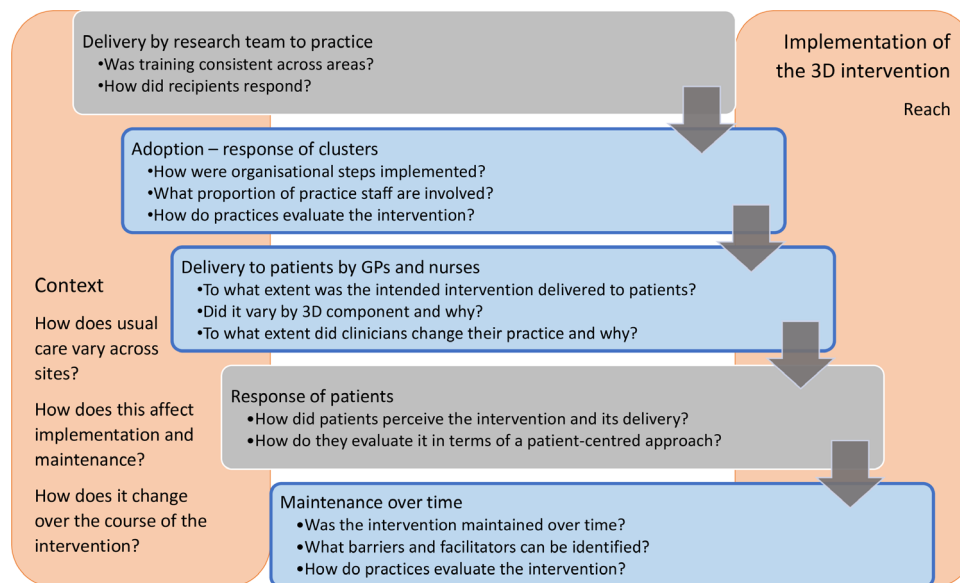 Delivery by research team to practice
•Was training consistent across areas?
•How did recipients respond?
Implementation of
the 3D intervention
Reach
Adoption – response of clusters
•How were organisational steps implemented?
•What proportion of practice staff are involved?
•How do practices evaluate the intervention?
Delivery to patients by GPs and nurses
•To what extent was the intended intervention delivered to patients?
•Did it vary by 3D component and why?
•To what extent did clinicians change their practice and why?
Context
How does usual
care vary across
sites?
How does this affect
implementation and
maintenance?
How does it change
over the course of the
intervention?
Response of patients
•How did patients perceive the intervention and its delivery?
•How do they evaluate it in terms of a patient-centred approach?
Maintenance over time
•Was the intervention maintained over time?
•What barriers and facilitators can be identified?
•How do practices evaluate the intervention?